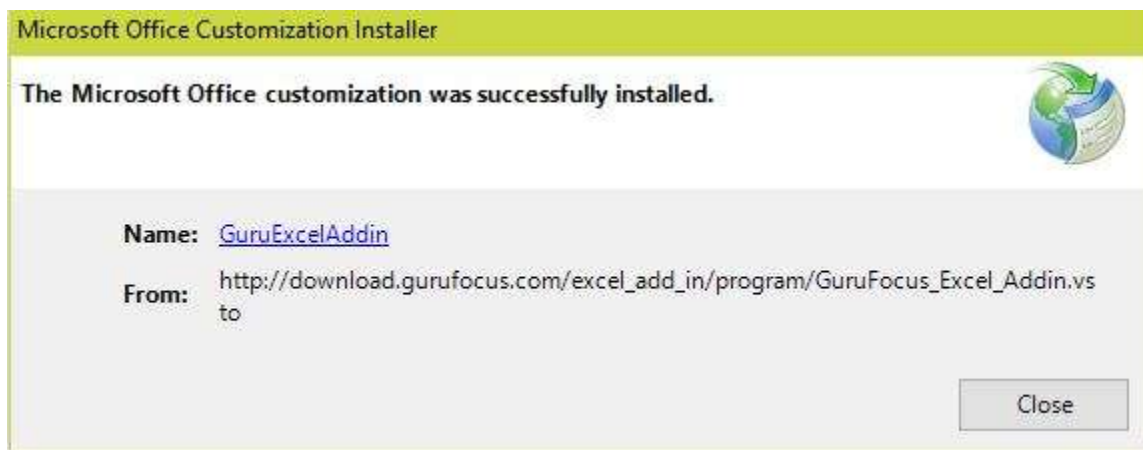 Microsoft Office Customization Installer
The Microsoft Office customization was successfully installed.
Name: GuruExcelAddin
From: http://download.gurufocus.com/excel_add_in/program/GuruFocus_Excel_Addin.vs
to
Close